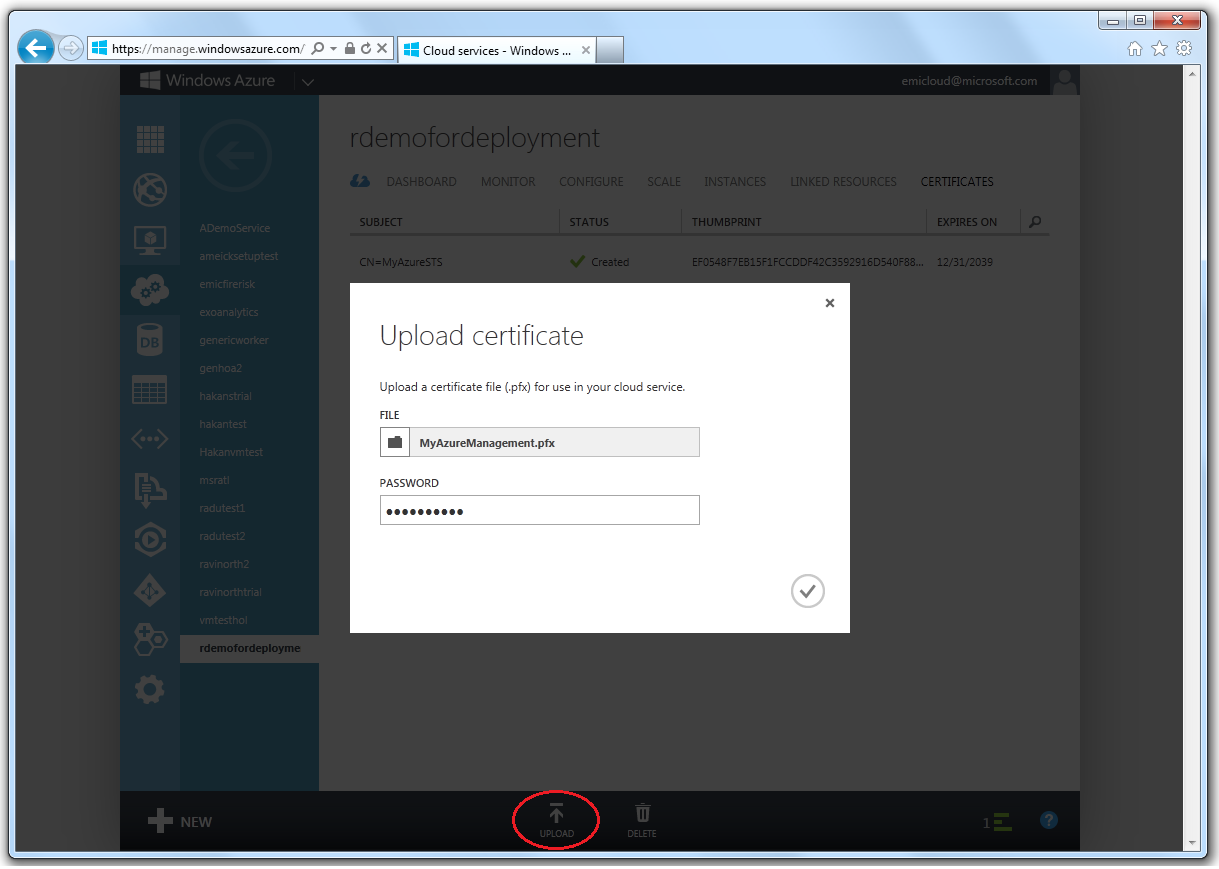 https://manage.windowsazure.com/
Cloud services - Windows ...
Windows Azure
emicloud@microsoft.com
rdemofordeployment
DASHBOARD MONITOR CONFIGURE SCALE INSTANCES LINKED RESOURCES CERTIFICATES
SUBJECT STATUS THUMBPRINT EXPIRES ON
CN=MyAzureSTS Created EF0548F7EB15F1FCCDDF42C3592916D540F88... 12/31/2039
DB
ADemoService
ameicksetuptest
emicfirerisk
exoanalytics
genericworker
genhoa2
hakanstrial
hakantest
Hakanvmtest
msratl
radutest1
radutest2
ravinorth2
ravinorthtrial
vmtesthol
rdemofordeployme
Upload certificate
Upload a certificate file (.pfx) for use in your cloud service.
FILE
MyAzureManagement.pfx
PASSWORD
••••••••••
NEW
UPLOAD
DELETE
1
?